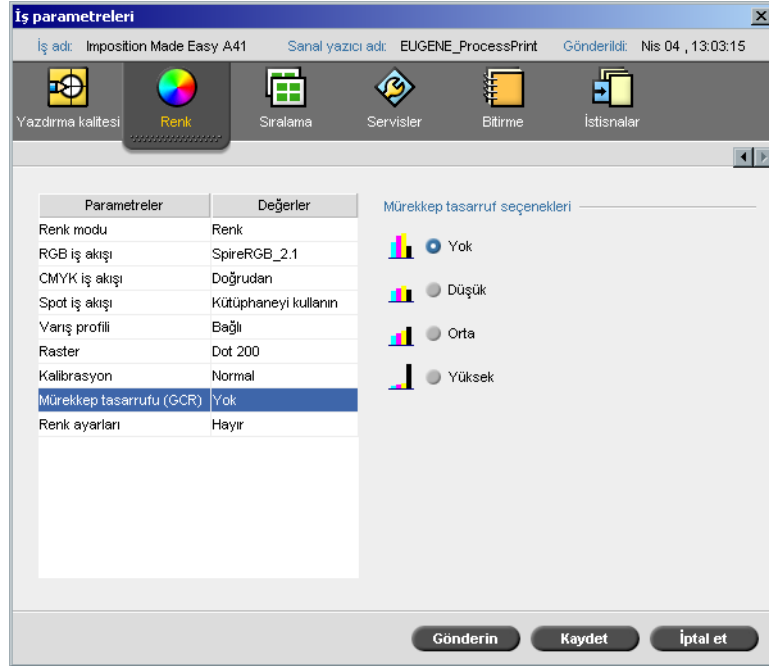 İş parametreleri
İş adı: Imposition Made Easy A41 Sanal yazıcı adı: EUGENE_ProcessPrint Gönderildi: Nis 04 , 13:03:15
Yazdırma kalitesi Renk Sıralama Servisler Bitirme İstisnalar
Parametreler Değerler
Renk modu Renk
RGB iş akışı SpireRGB_2.1
CMYK iş akışı Doğrudan
Spot iş akışı Kütüphaneyi kullanın
Varış profili Bağlı
Raster Dot 200
Kalibrasyon Normal
Mürekkep tasarrufu (GCR) Yok
Renk ayarları Hayır
Mürekkep tasarruf seçenekleri
Yok
Düşük
Orta
Yüksek
Gönderin Kaydet İptal et